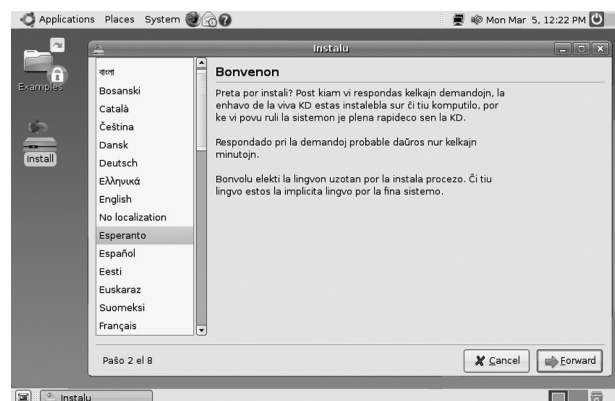 Applications Places System
Mon Mar 5, 12:22 PM
Examples
Install
Instalu
বাংলা
Bosanski
Català
Čeština
Dansk
Deutsch
Ελληνικά
English
No localization
Esperanto
Español
Eesti
Euskaraz
Suomeksi
Français
Bonvenon
Preta por instali? Post kiam vi respondas kelkajn demandojn, la
enhavo de la viva KD estas instalebla sur ĉi tiu komputilo, por
ke vi povu ruli la sistemon je plena rapideco sen la KD.
Respondado pri la demandoj probable daŭros nur kelkajn
minutojn.
Bonvolu elekti la lingvon uzotan por la instala procezo. Ĉi tiu
lingvo estos la implicita lingvo por la fina sistemo.
Paŝo 2 el 8
Cancel
Forward
Instalu